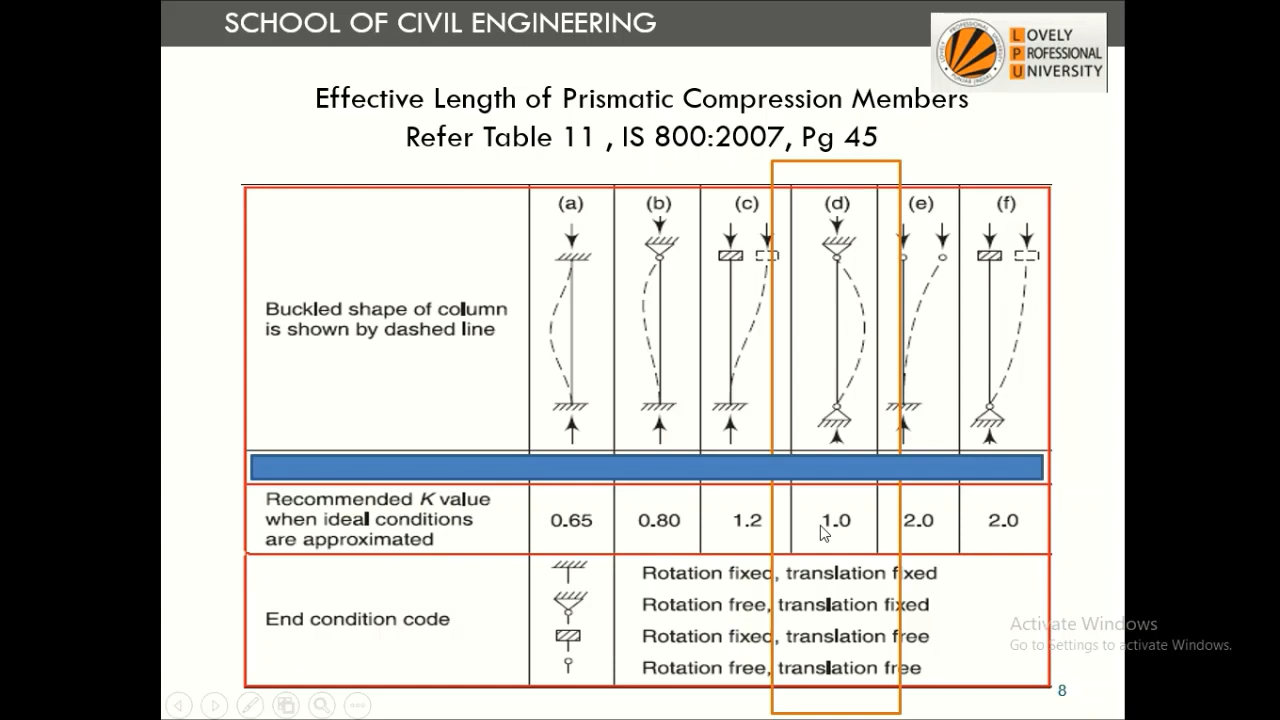 SCHOOL OF CIVIL ENGINEERING
LOVELY
PROFESSIONAL
UNIVERSITY
Effective Length of Prismatic Compression Members
Refer Table 11 , IS 800:2007, Pg 45
(a) (b) (c) (d) (e) (f)
Buckled shape of column
is shown by dashed line
Recommended K value
when ideal conditions
are approximated
0.65 0.80 1.2 1.0 2.0 2.0
End condition code
Rotation fixed, translation fixed
Rotation free, translation fixed
Rotation fixed, translation free
Rotation free, translation free
Activate Windows
Go to Settings to activate Windows.
8